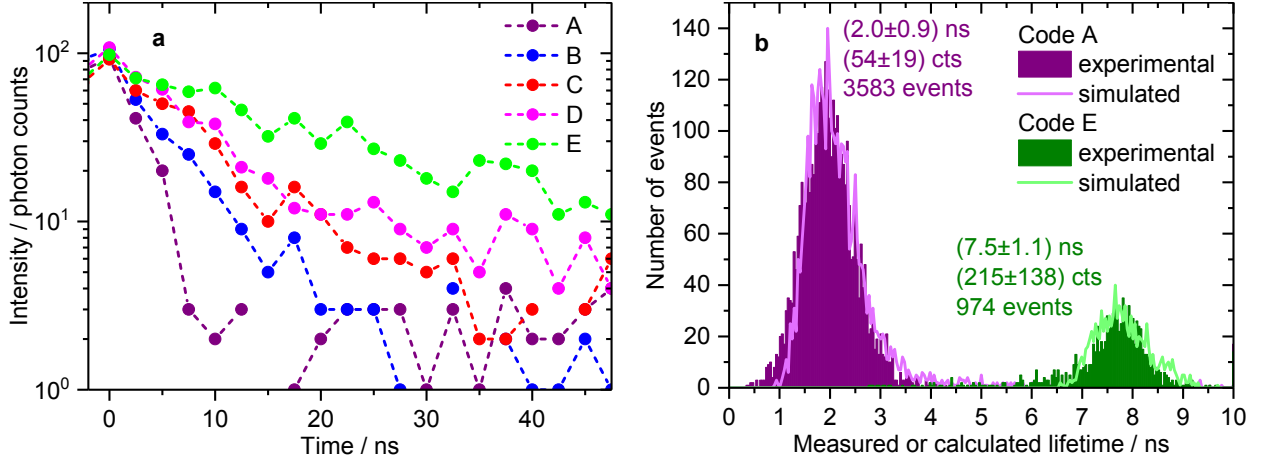 a
A
B
C
D
E
10²
10¹
10⁰
Intensity / photon counts
0
10
20
30
40
Time / ns
b
(2.0±0.9) ns
(54±19) cts
3583 events
Code A
experimental
simulated
Code E
experimental
simulated
(7.5±1.1) ns
(215±138) cts
974 events
140
120
100
80
60
40
20
0
Number of events
0
1
2
3
4
5
6
7
8
9
10
Measured or calculated lifetime / ns